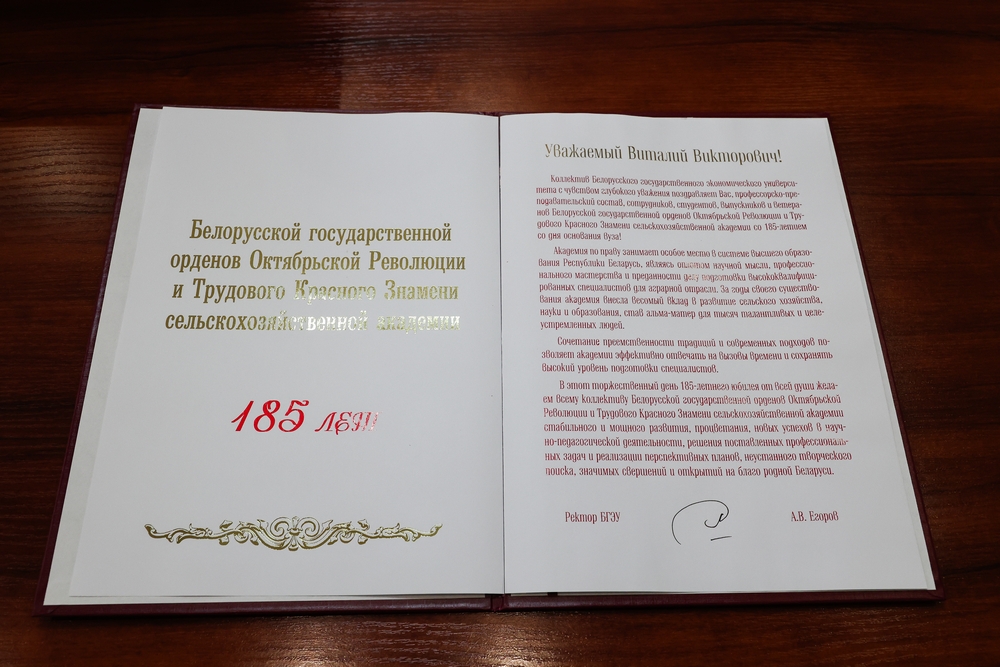 Белорусской государственной
орденов Октябрьской Революции
и Трудового Красного Знамени
сельскохозяйственной академии
185 лет
Уважаемый Виталий Викторович!
Коллектив Белорусского государственного экономического универси-
тета с чувством глубокого уважения поздравляет Вас, профессорско-пре-
подавательский состав, сотрудников, студентов, выпускников и ветера-
нов Белорусской государственной орденов Октябрьской Революции и Тру-
дового Красного Знамени сельскохозяйственной академии со 185-летием
со дня основания вуза!
Академия по праву занимает особое место в системе высшего образо-
вания Республики Беларусь, являясь оплотом научной мысли, профессио-
нального мастерства и преданности делу подготовки высококвалифици-
рованных специалистов для аграрной отрасли. За годы своего существо-
вания академия внесла весомый вклад в развитие сельского хозяйства,
науки и образования, став альма-матер для тысяч талантливых и целе-
устремленных людей.
Сочетание преемственности традиций и современных подходов по-
зволяет академии эффективно отвечать на вызовы времени и сохранять
высокий уровень подготовки специалистов.
В этот торжественный день 185-летнего юбилея от всей души жела-
ем всему коллективу Белорусской государственной орденов Октябрьской
Революции и Трудового Красного Знамени сельскохозяйственной академии
стабильного и мощного развития, процветания, новых успехов в науч-
но-педагогической деятельности, решения поставленных профессиональ-
ных задач и реализации перспективных планов, неустанного творческого
поиска, значимых свершений и открытий на благо родной Беларуси.
Ректор БГЭУ
А.В. Егоров